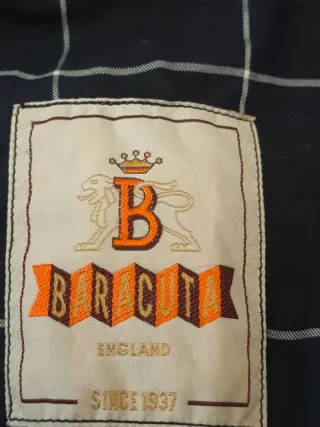 B
BARACUTA
ENGLAND
SINCE 1937